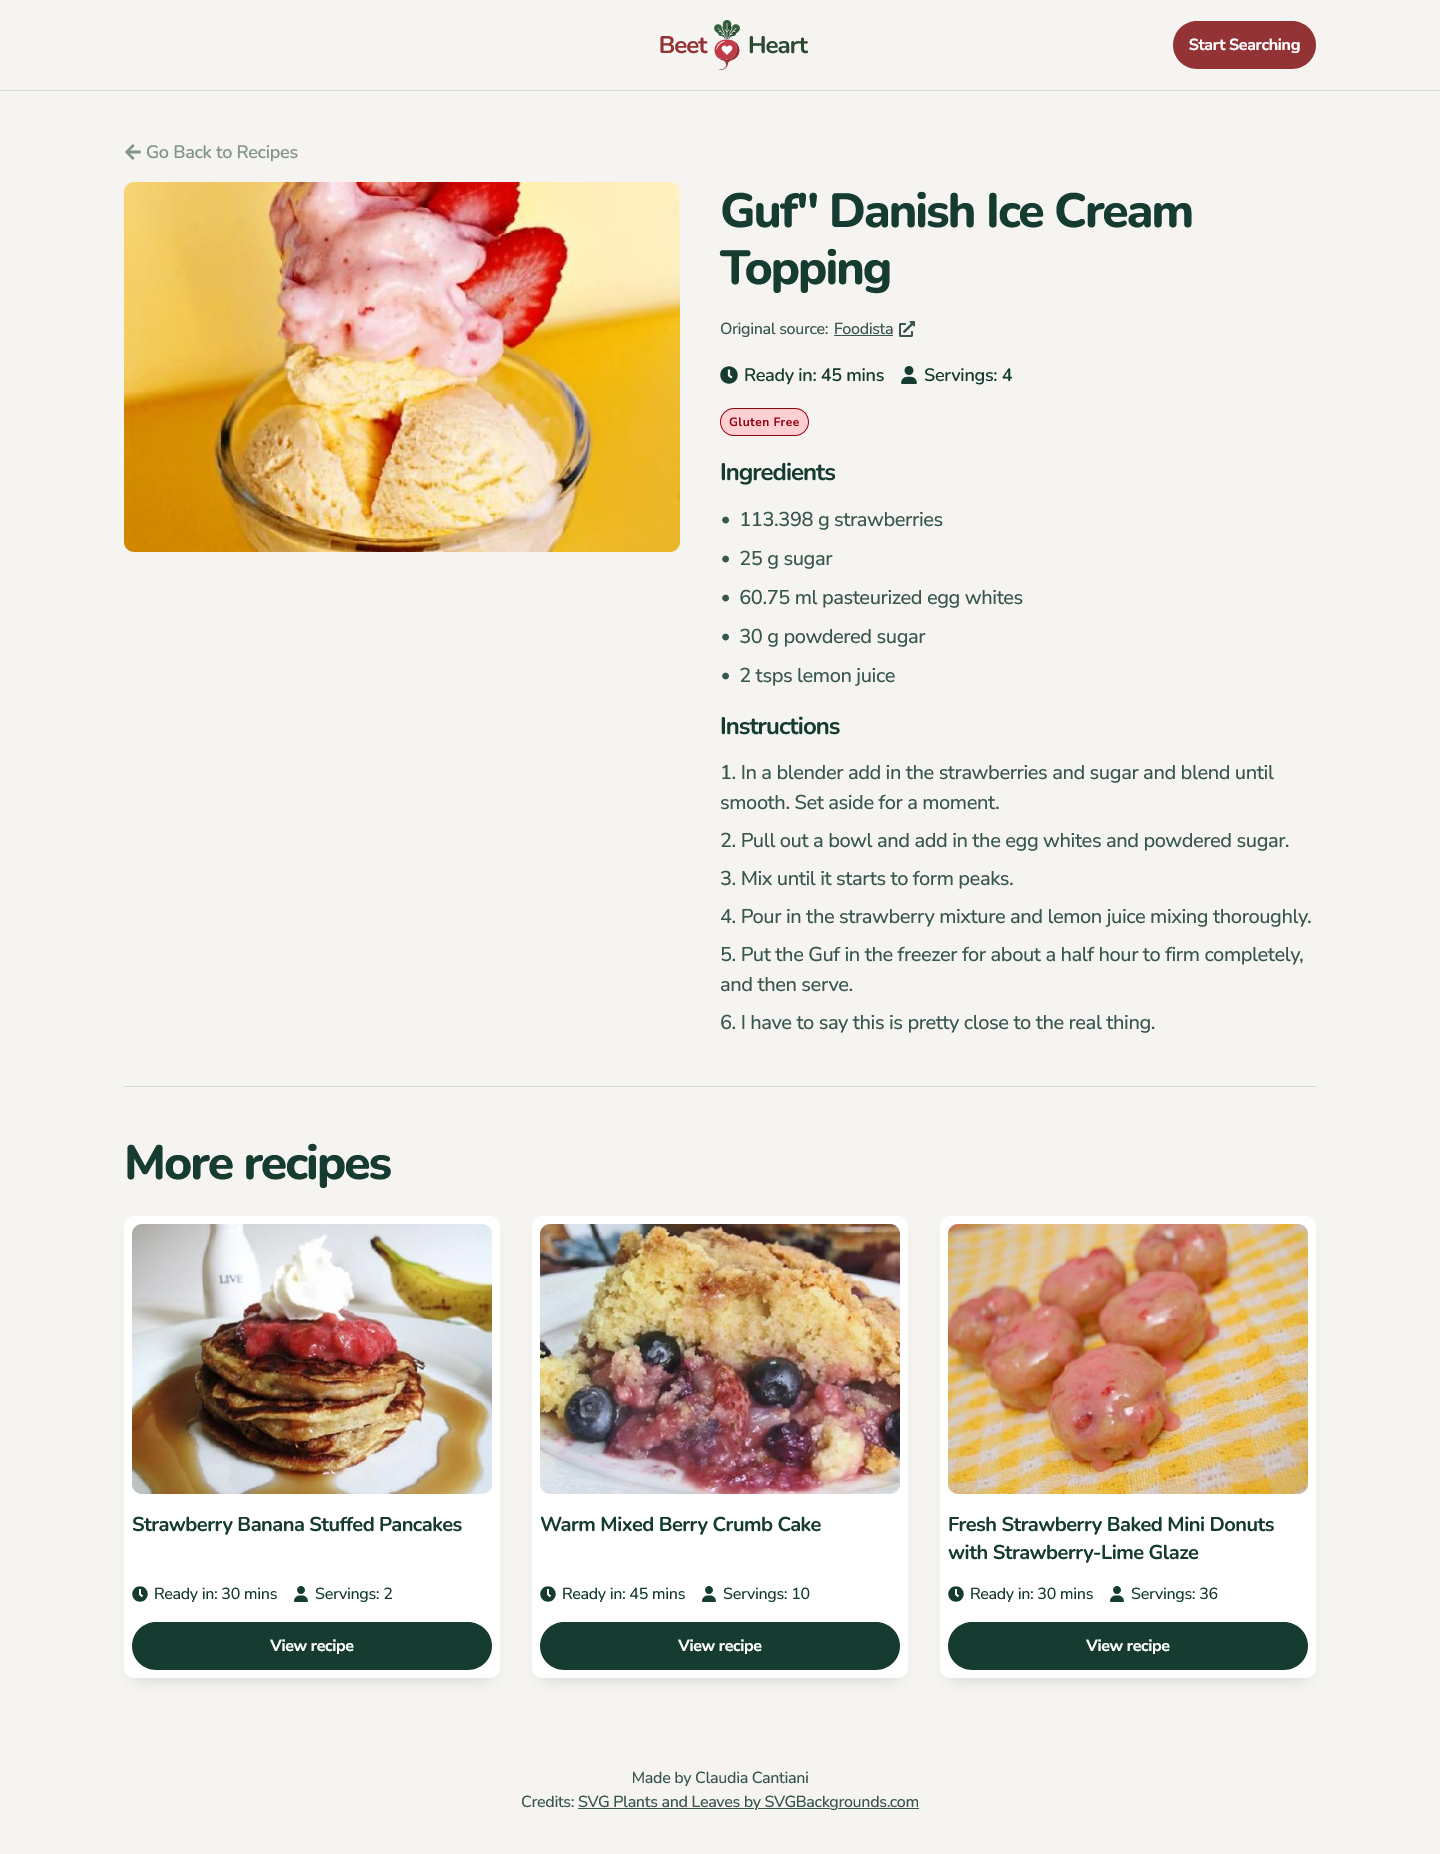 Beet Heart
Start Searching
Go Back to Recipes
Guf" Danish Ice Cream
Topping
Original source: Foodista
Ready in: 45 mins Servings: 4
Gluten Free
Ingredients
• 113.398 g strawberries
• 25 g sugar
• 60.75 ml pasteurized egg whites
• 30 g powdered sugar
• 2 tsps lemon juice
Instructions
1. In a blender add in the strawberries and sugar and blend until
smooth. Set aside for a moment.
2. Pull out a bowl and add in the egg whites and powdered sugar.
3. Mix until it starts to form peaks.
4. Pour in the strawberry mixture and lemon juice mixing thoroughly.
5. Put the Guf in the freezer for about a half hour to firm completely,
and then serve.
6. I have to say this is pretty close to the real thing.
More recipes
LIVE
Strawberry Banana Stuffed Pancakes
Ready in: 30 mins Servings: 2
View recipe
Warm Mixed Berry Crumb Cake
Ready in: 45 mins Servings: 10
View recipe
Fresh Strawberry Baked Mini Donuts
with Strawberry-Lime Glaze
Ready in: 30 mins Servings: 36
View recipe
Made by Claudia Cantiani
Credits: SVG Plants and Leaves by SVGBackgrounds.com